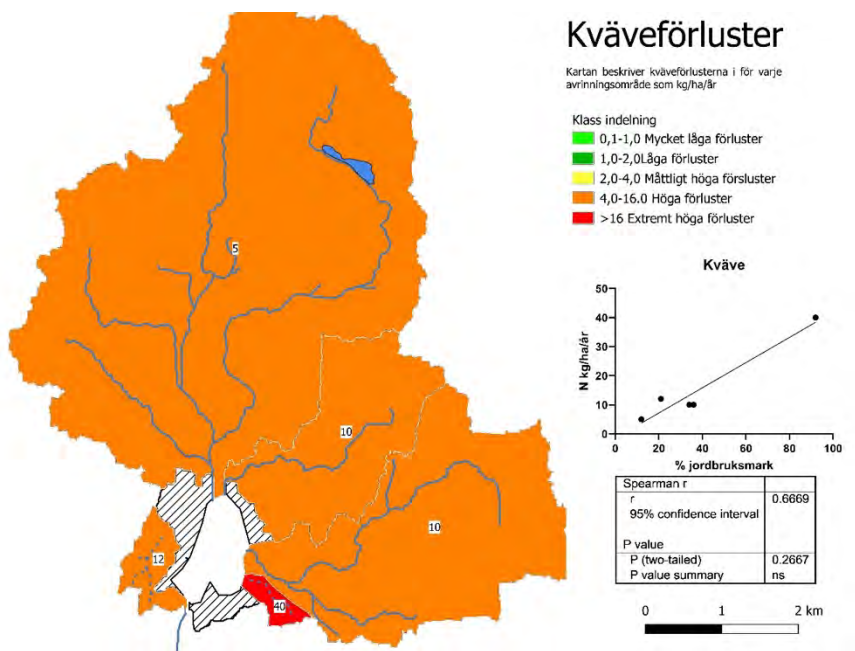 Kväveförluster
Kartan beskriver kväveförlusterna i för varje
avrinningsområde som kg/ha/år
Klass indelning
0,1-1,0 Mycket låga förluster
1,0-2,0Låga förluster
2,0-4,0 Måttligt höga försluster
4,0-16.0 Höga förluster
>16 Extremt höga förluster
5
10
10
12
40
Kväve
N kg/ha/år
50
40
30
20
10
0
0 20 40 60 80 100
% jordbruksmark
Spearman r
r 0.6669
95% confidence interval
P value
P (two-tailed) 0.2667
P value summary ns
0 1 2 km